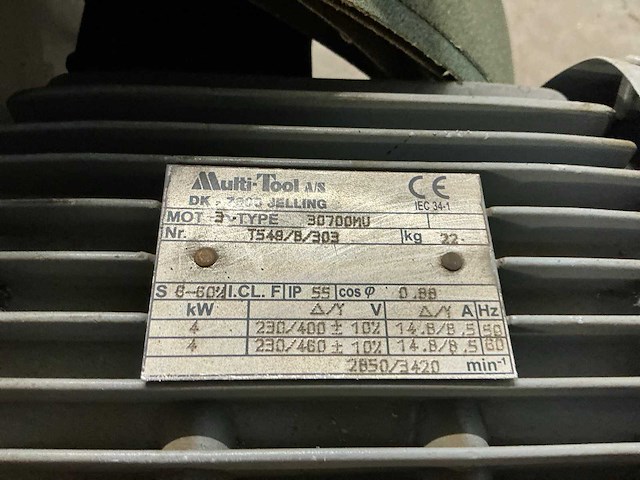 Multi-Tool A/S CE
DK - 7300 JELLING IEC 34-1
MOT 3~TYPE 30700MU
Nr. T549/B/303 kg 22.
S 6-60% I.CL. F IP 55 cos φ 0.88
kW Δ/Y V Δ/Y A Hz
4 230/400 ± 10% 14.8/8.5 50
4 230/460 ± 10% 14.8/8.5 60
2850/3420 min-1